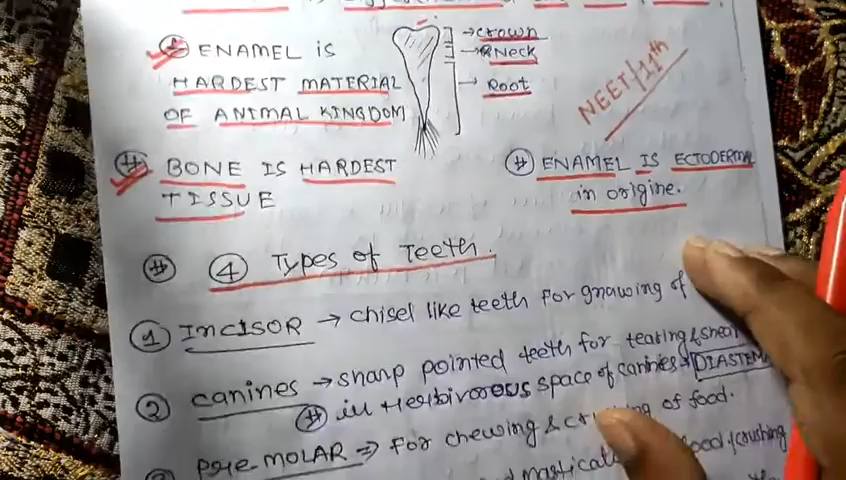 ENAMEL is
HARDEST MATERIAL
OF ANIMAL KINGDOM
→ crown
→ Neck
→ Root
NEET/11th
# BONE IS HARDEST
TISSUE
# ENAMEL IS ECTODERMAL
in origine.
# ④ Types of Teeth.
① INCISOR → chisel like teeth for gnawing of
② canines → sharp pointed teeth for tearing &
# in Herbivorous space of canines → DIASTEMA
PRE-MOLAR ⇒ for chewing & of food.
food / crushing